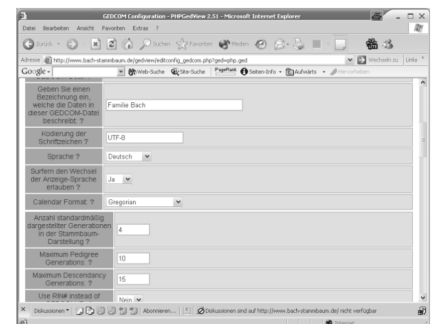 GEDCOM Configuration - PHPGedView 2.51 - Microsoft Internet Explorer
Datei Bearbeiten Ansicht Favoriten Extras ?
Zurück Suchen Favoriten Medien
Adresse http://www.bach-stammbaum.de/gedview/editconfig_gedcom.php?ged=php.ged Wechseln zu Links
Google Web-Suche Site-Suche PageRank Seiten-Info Aufwärts Hervorheben
Geben Sie einen
Bezeichnung ein,
welche die Daten in
dieser GEDCOM-Datei
beschreibt ?
Familie Bach
Kodierung der
Schriftzeichen ?
UTF-8
Sprache ? Deutsch
Surfern den Wechsel
der Anzeige-Sprache
erlauben ?
Ja
Calendar Format: ? Gregorian
Anzahl standardmäßig
dargestellter Generationen
in der Stammbaum-
Darstellung ?
4
Maximum Pedigree
Generations: ?
10
Maximum Descendancy
Generations: ?
15
Use RIN# instead of
Nein
Diskussionen Abonnieren... Diskussionen sind auf http://www.bach-stammbaum.de/ nicht verfügbar
Internet